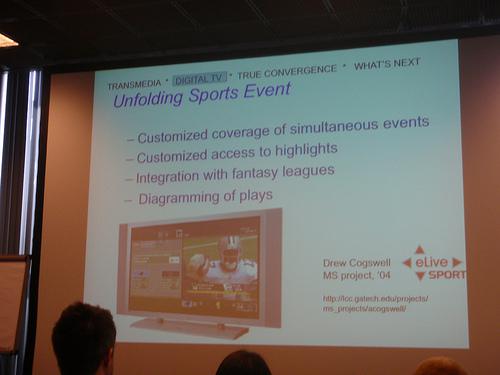 TRANSMEDIA * DIGITAL TV * TRUE CONVERGENCE * WHAT'S NEXT
Unfolding Sports Event
– Customized coverage of simultaneous events
– Customized access to highlights
– Integration with fantasy leagues
– Diagramming of plays
Drew Cogswell
MS project, '04
eLive
SPORT
http://lcc.gatech.edu/projects/
ms_projects/acogswell/